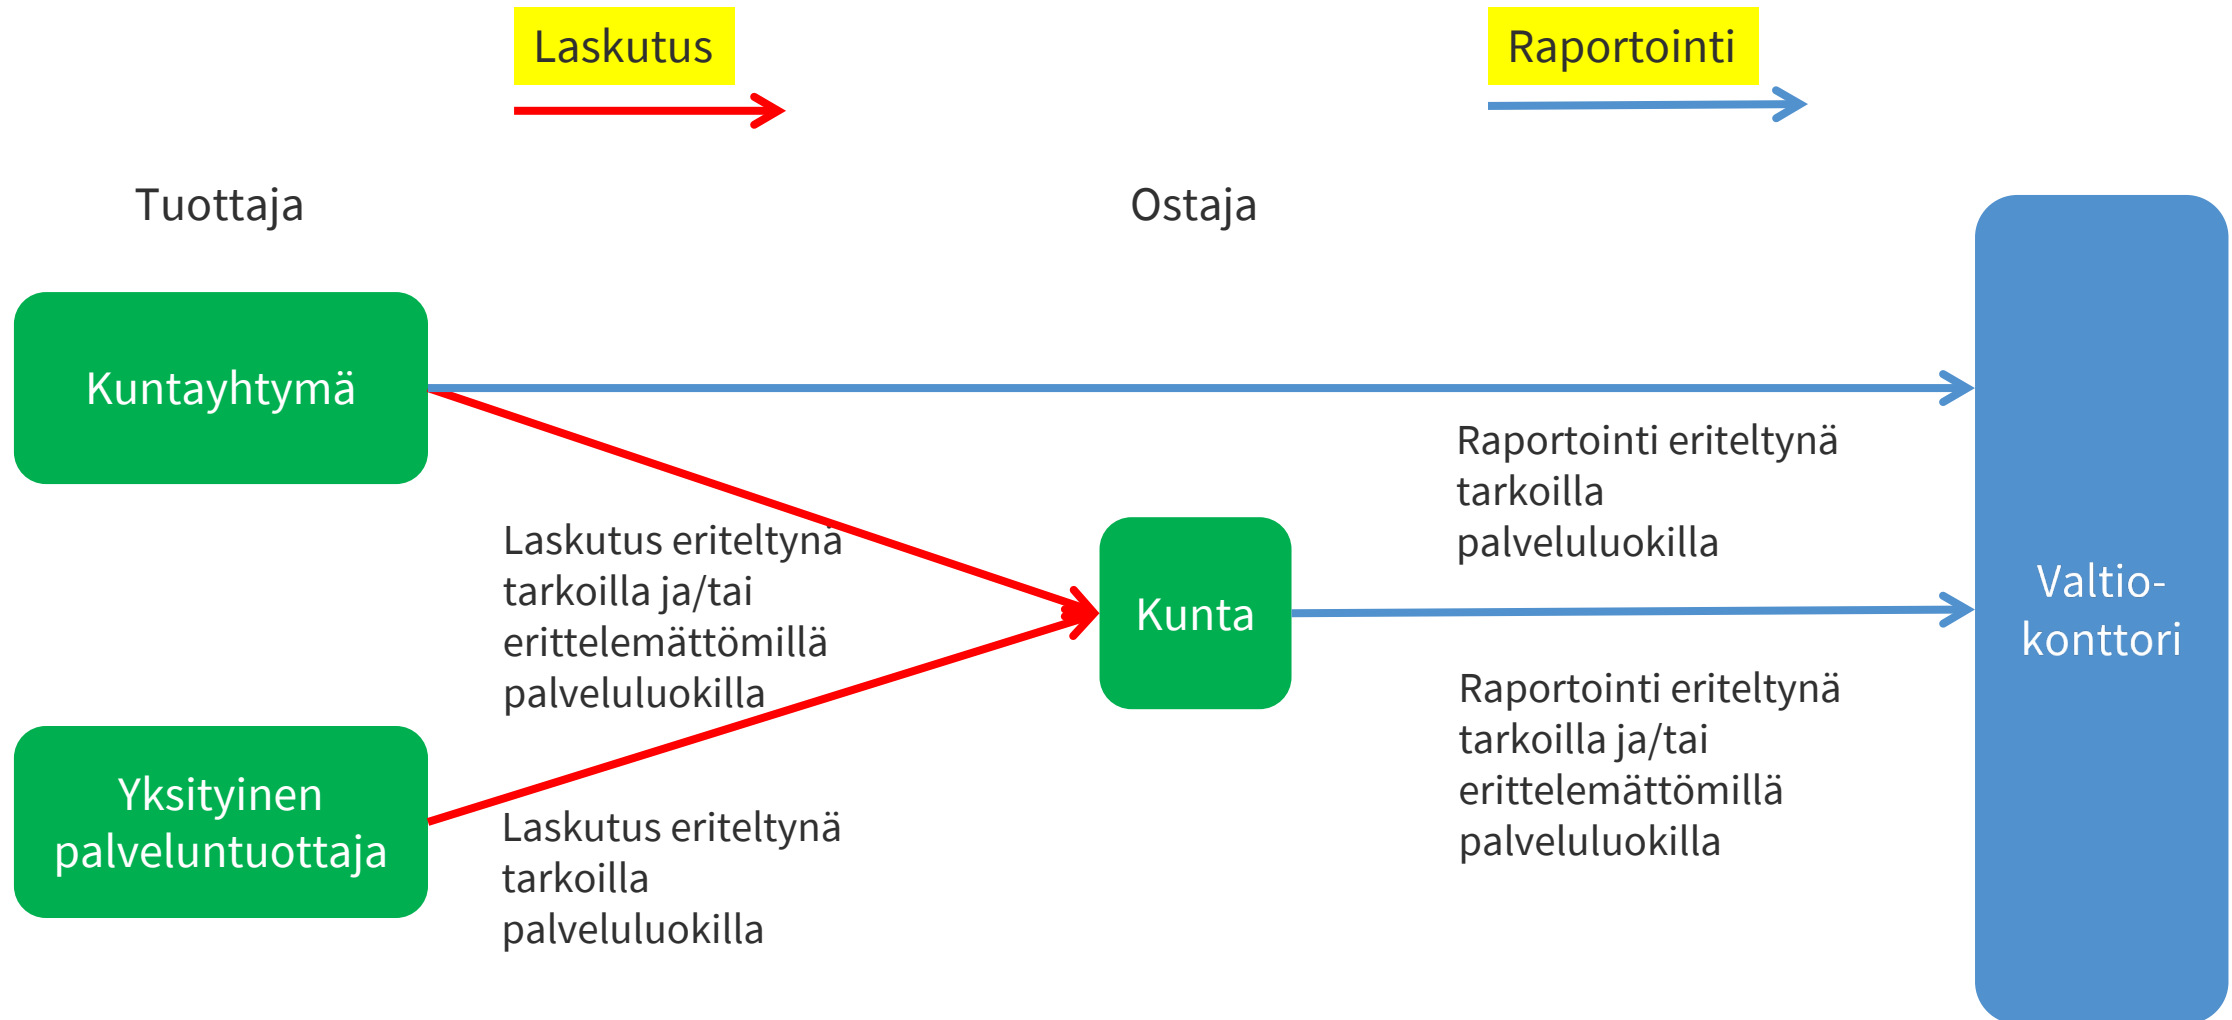 Laskutus
Raportointi
Tuottaja
Ostaja
Kuntayhtymä
Raportointi eriteltynä
tarkoilla
palveluluokilla
Laskutus eriteltynä
tarkoilla ja/tai
erittelemättömillä
palveluluokilla
Kunta
Valtio-
konttori
Raportointi eriteltynä
tarkoilla ja/tai
erittelemättömillä
palveluluokilla
Yksityinen
palveluntuottaja
Laskutus eriteltynä
tarkoilla
palveluluokilla